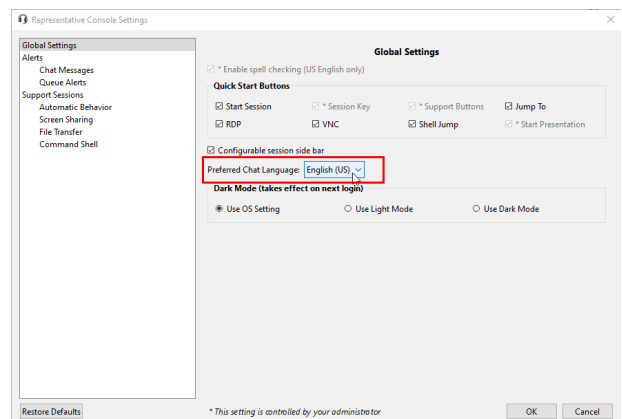 Representative Console Settings
Global Settings
Alerts
Chat Messages
Queue Alerts
Support Sessions
Automatic Behavior
Screen Sharing
File Transfer
Command Shell
Global Settings
* Enable spell checking (US English only)
Quick Start Buttons
Start Session * Session Key * Support Buttons Jump To
RDP VNC Shell Jump * Start Presentation
Configurable session side bar
Preferred Chat Language: English (US)
Dark Mode (takes effect on next login)
Use OS Setting Use Light Mode Use Dark Mode
Restore Defaults * This setting is controlled by your administrator OK Cancel